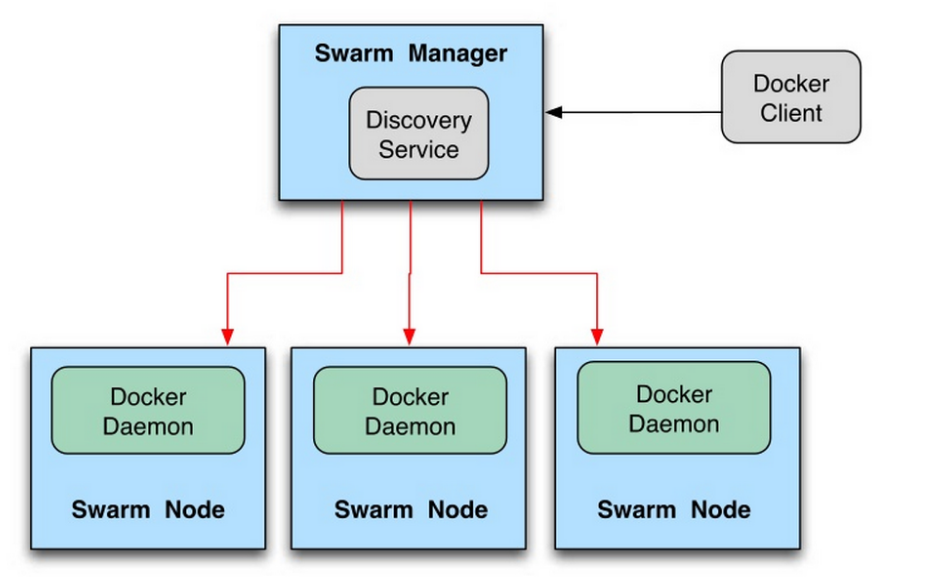 Swarm Manager
Discovery
Service
Docker
Client
Docker
Daemon
Swarm Node
Docker
Daemon
Swarm Node
Docker
Daemon
Swarm Node